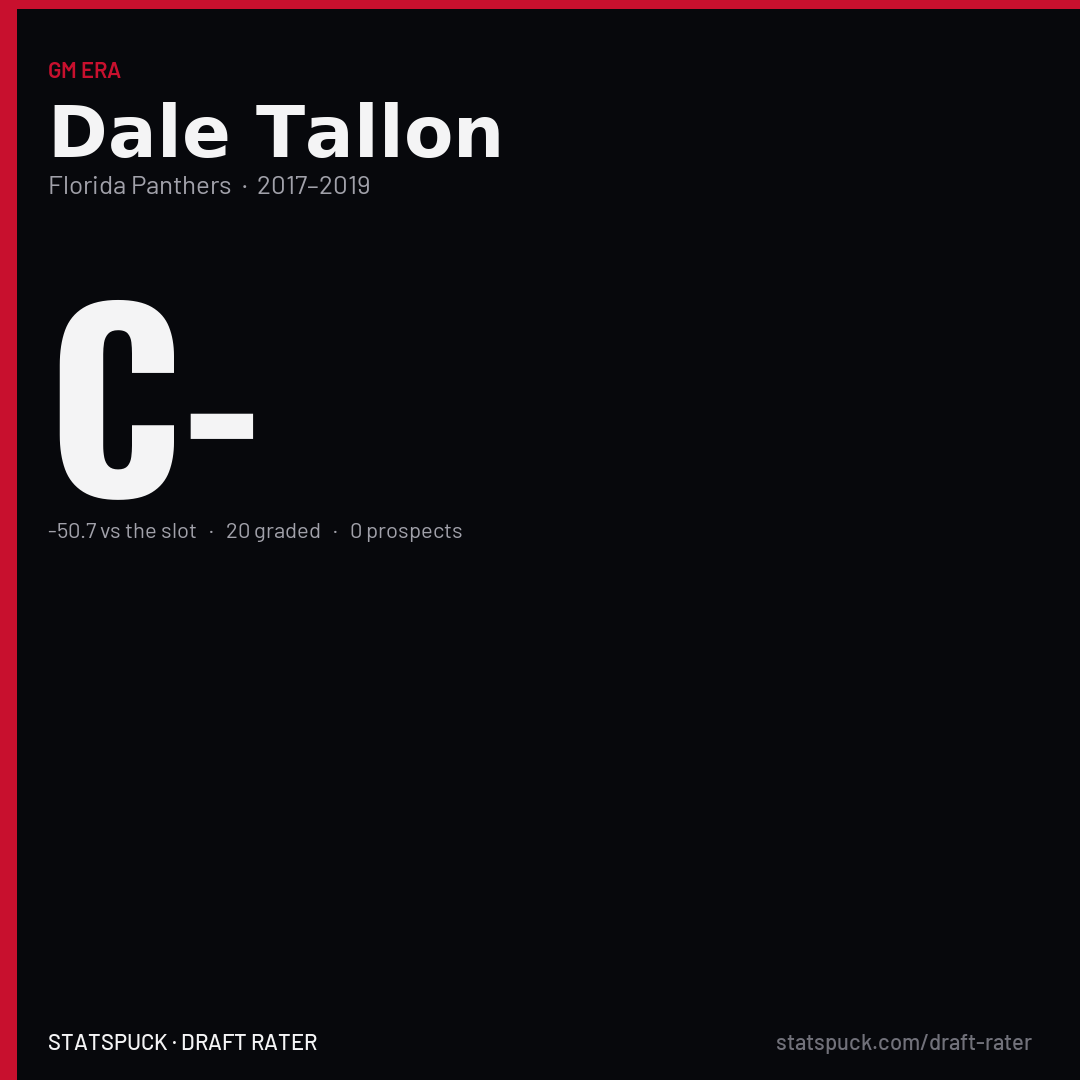 GM ERA
Dale Tallon
Florida Panthers · 2017–2019
C-
-50.7 vs the slot · 20 graded · 0 prospects
STATSPUCK · DRAFT RATER
statspuck.com/draft-rater